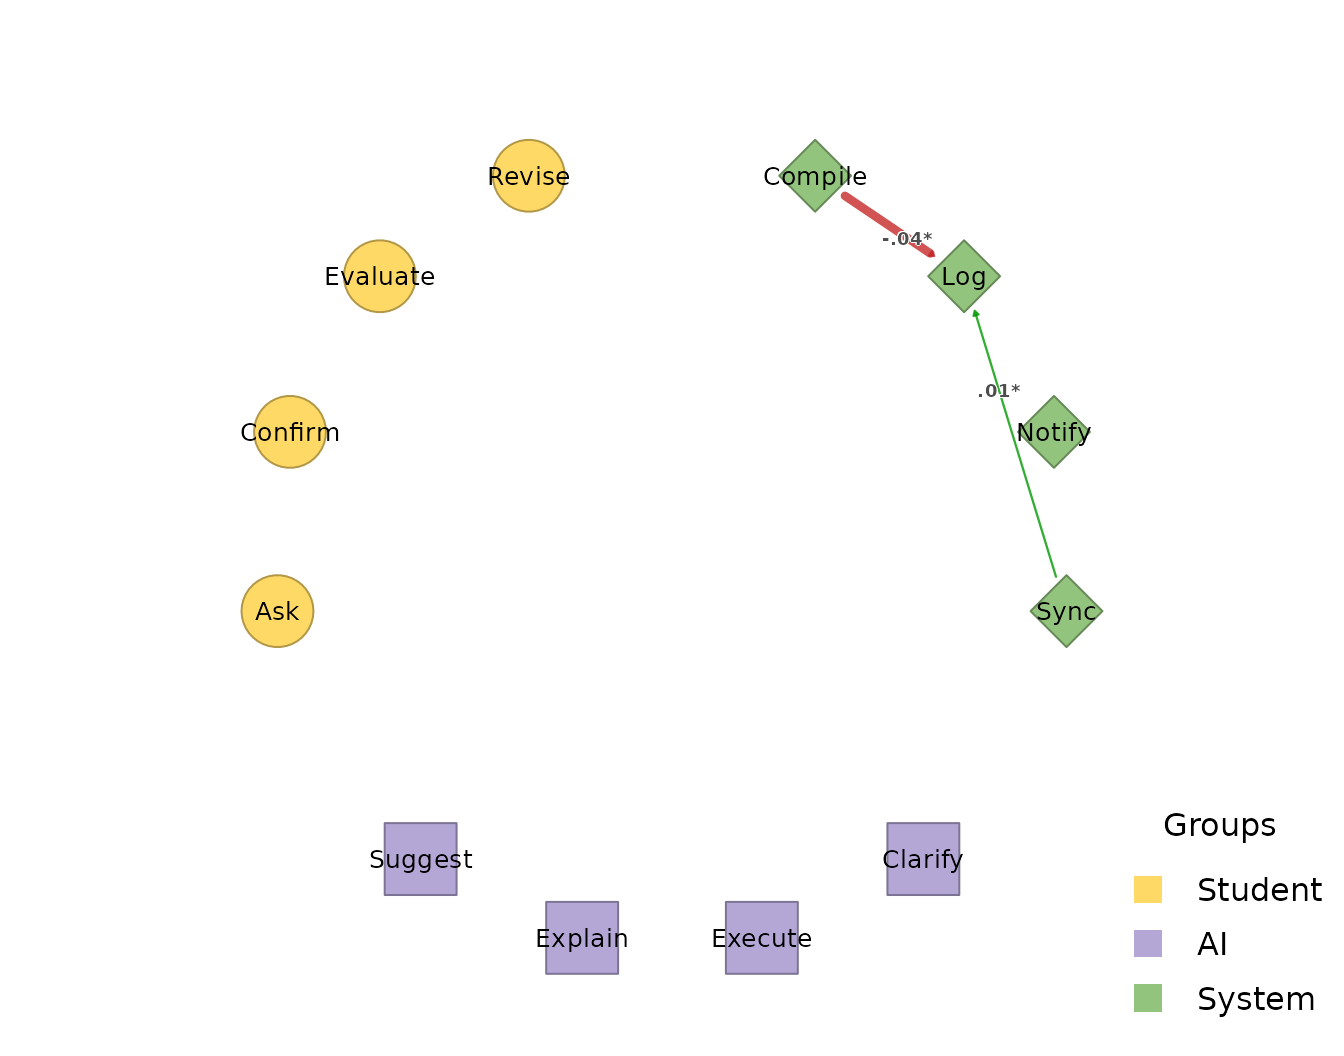 Revise
Compile
-.04*
Evaluate
Log
.01*
Confirm
Notify
Ask
Sync
Suggest
Clarify
Explain
Execute
Groups
Student
AI
System